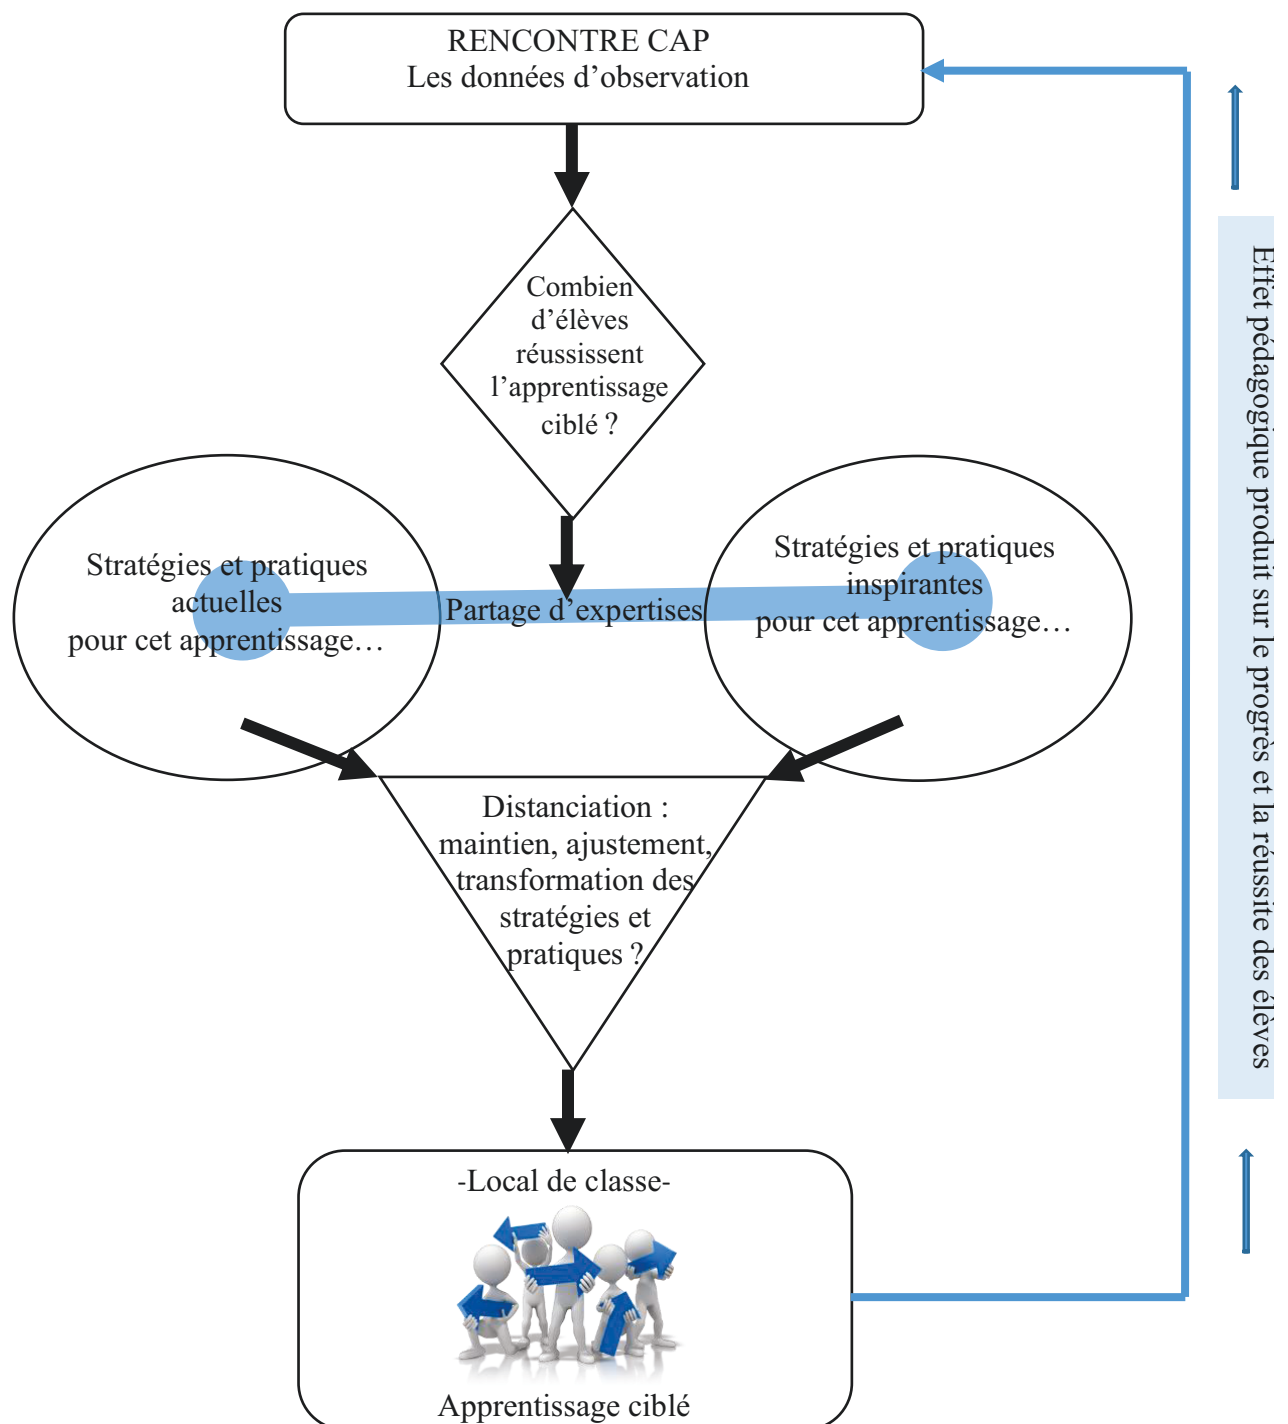 RENCONTRE CAP
Les données d’observation
Combien
d’élèves
réussissent
l’apprentissage
ciblé ?
Stratégies et pratiques
actuelles
pour cet apprentissage…
Partage d’expertises
Stratégies et pratiques
inspirantes
pour cet apprentissage…
Distanciation :
maintien, ajustement,
transformation des
stratégies et
pratiques ?
-Local de classe-
Apprentissage ciblé
Effet pédagogique produit sur le progrès et la réussite des élèves